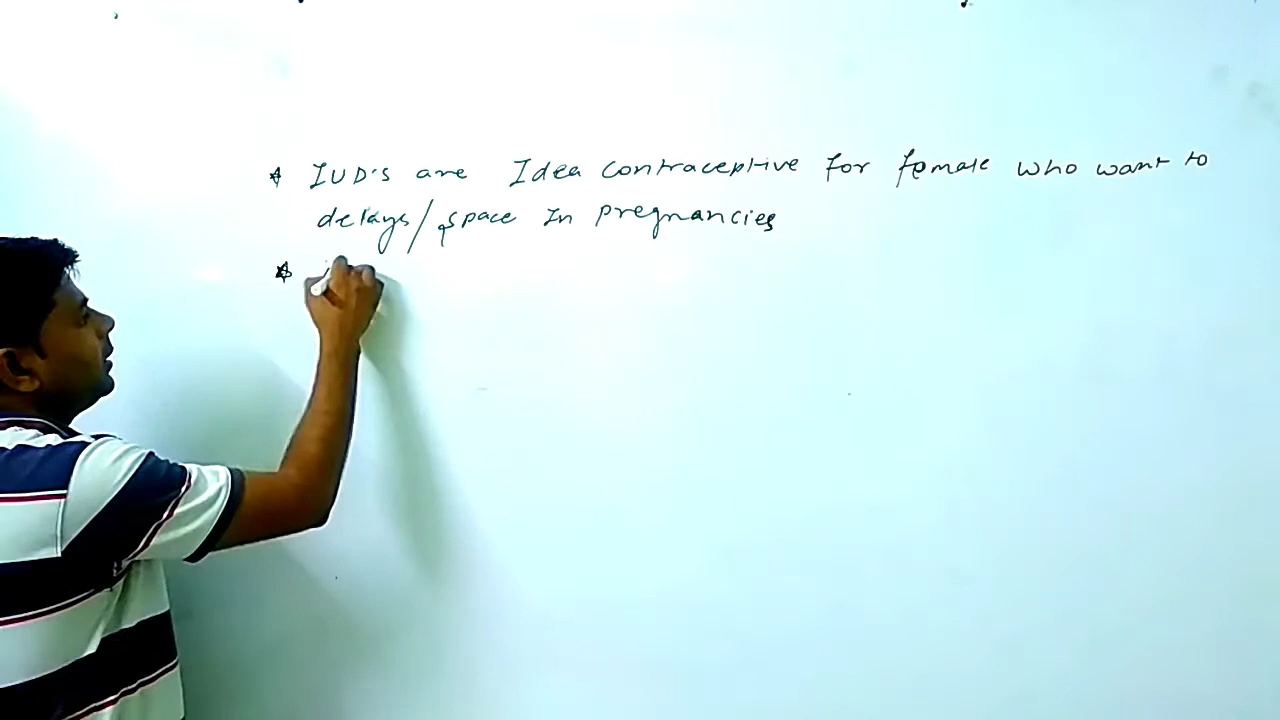 * IUD's are Idea contraceptive for female who want to
delays/space In pregnancies
*